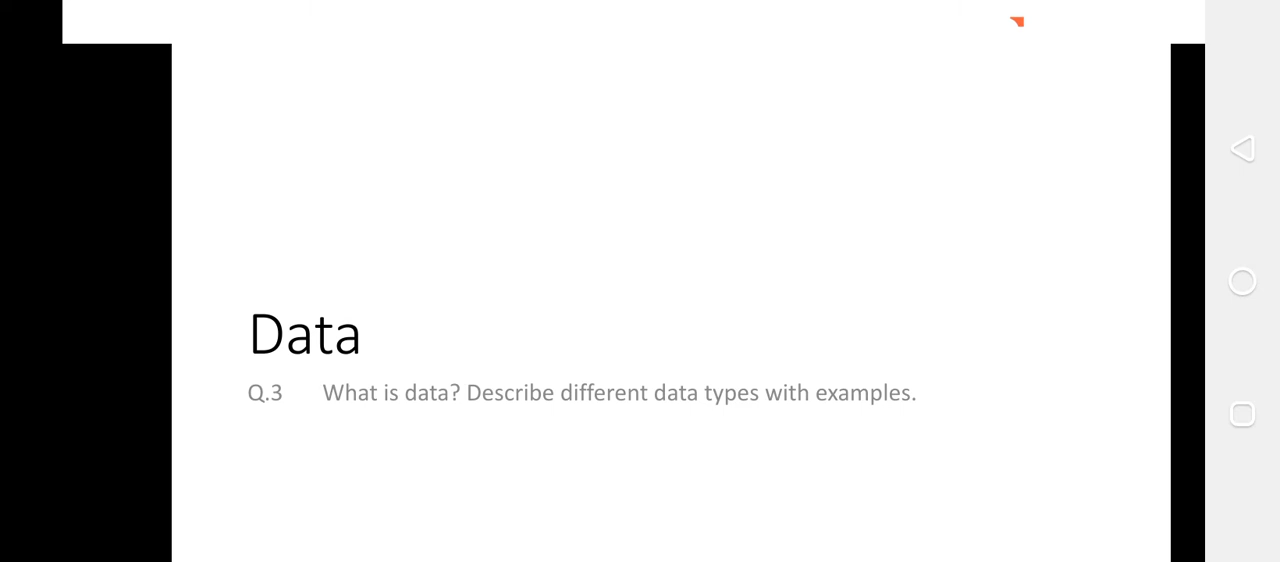 Data
Q.3 What is data? Describe different data types with examples.